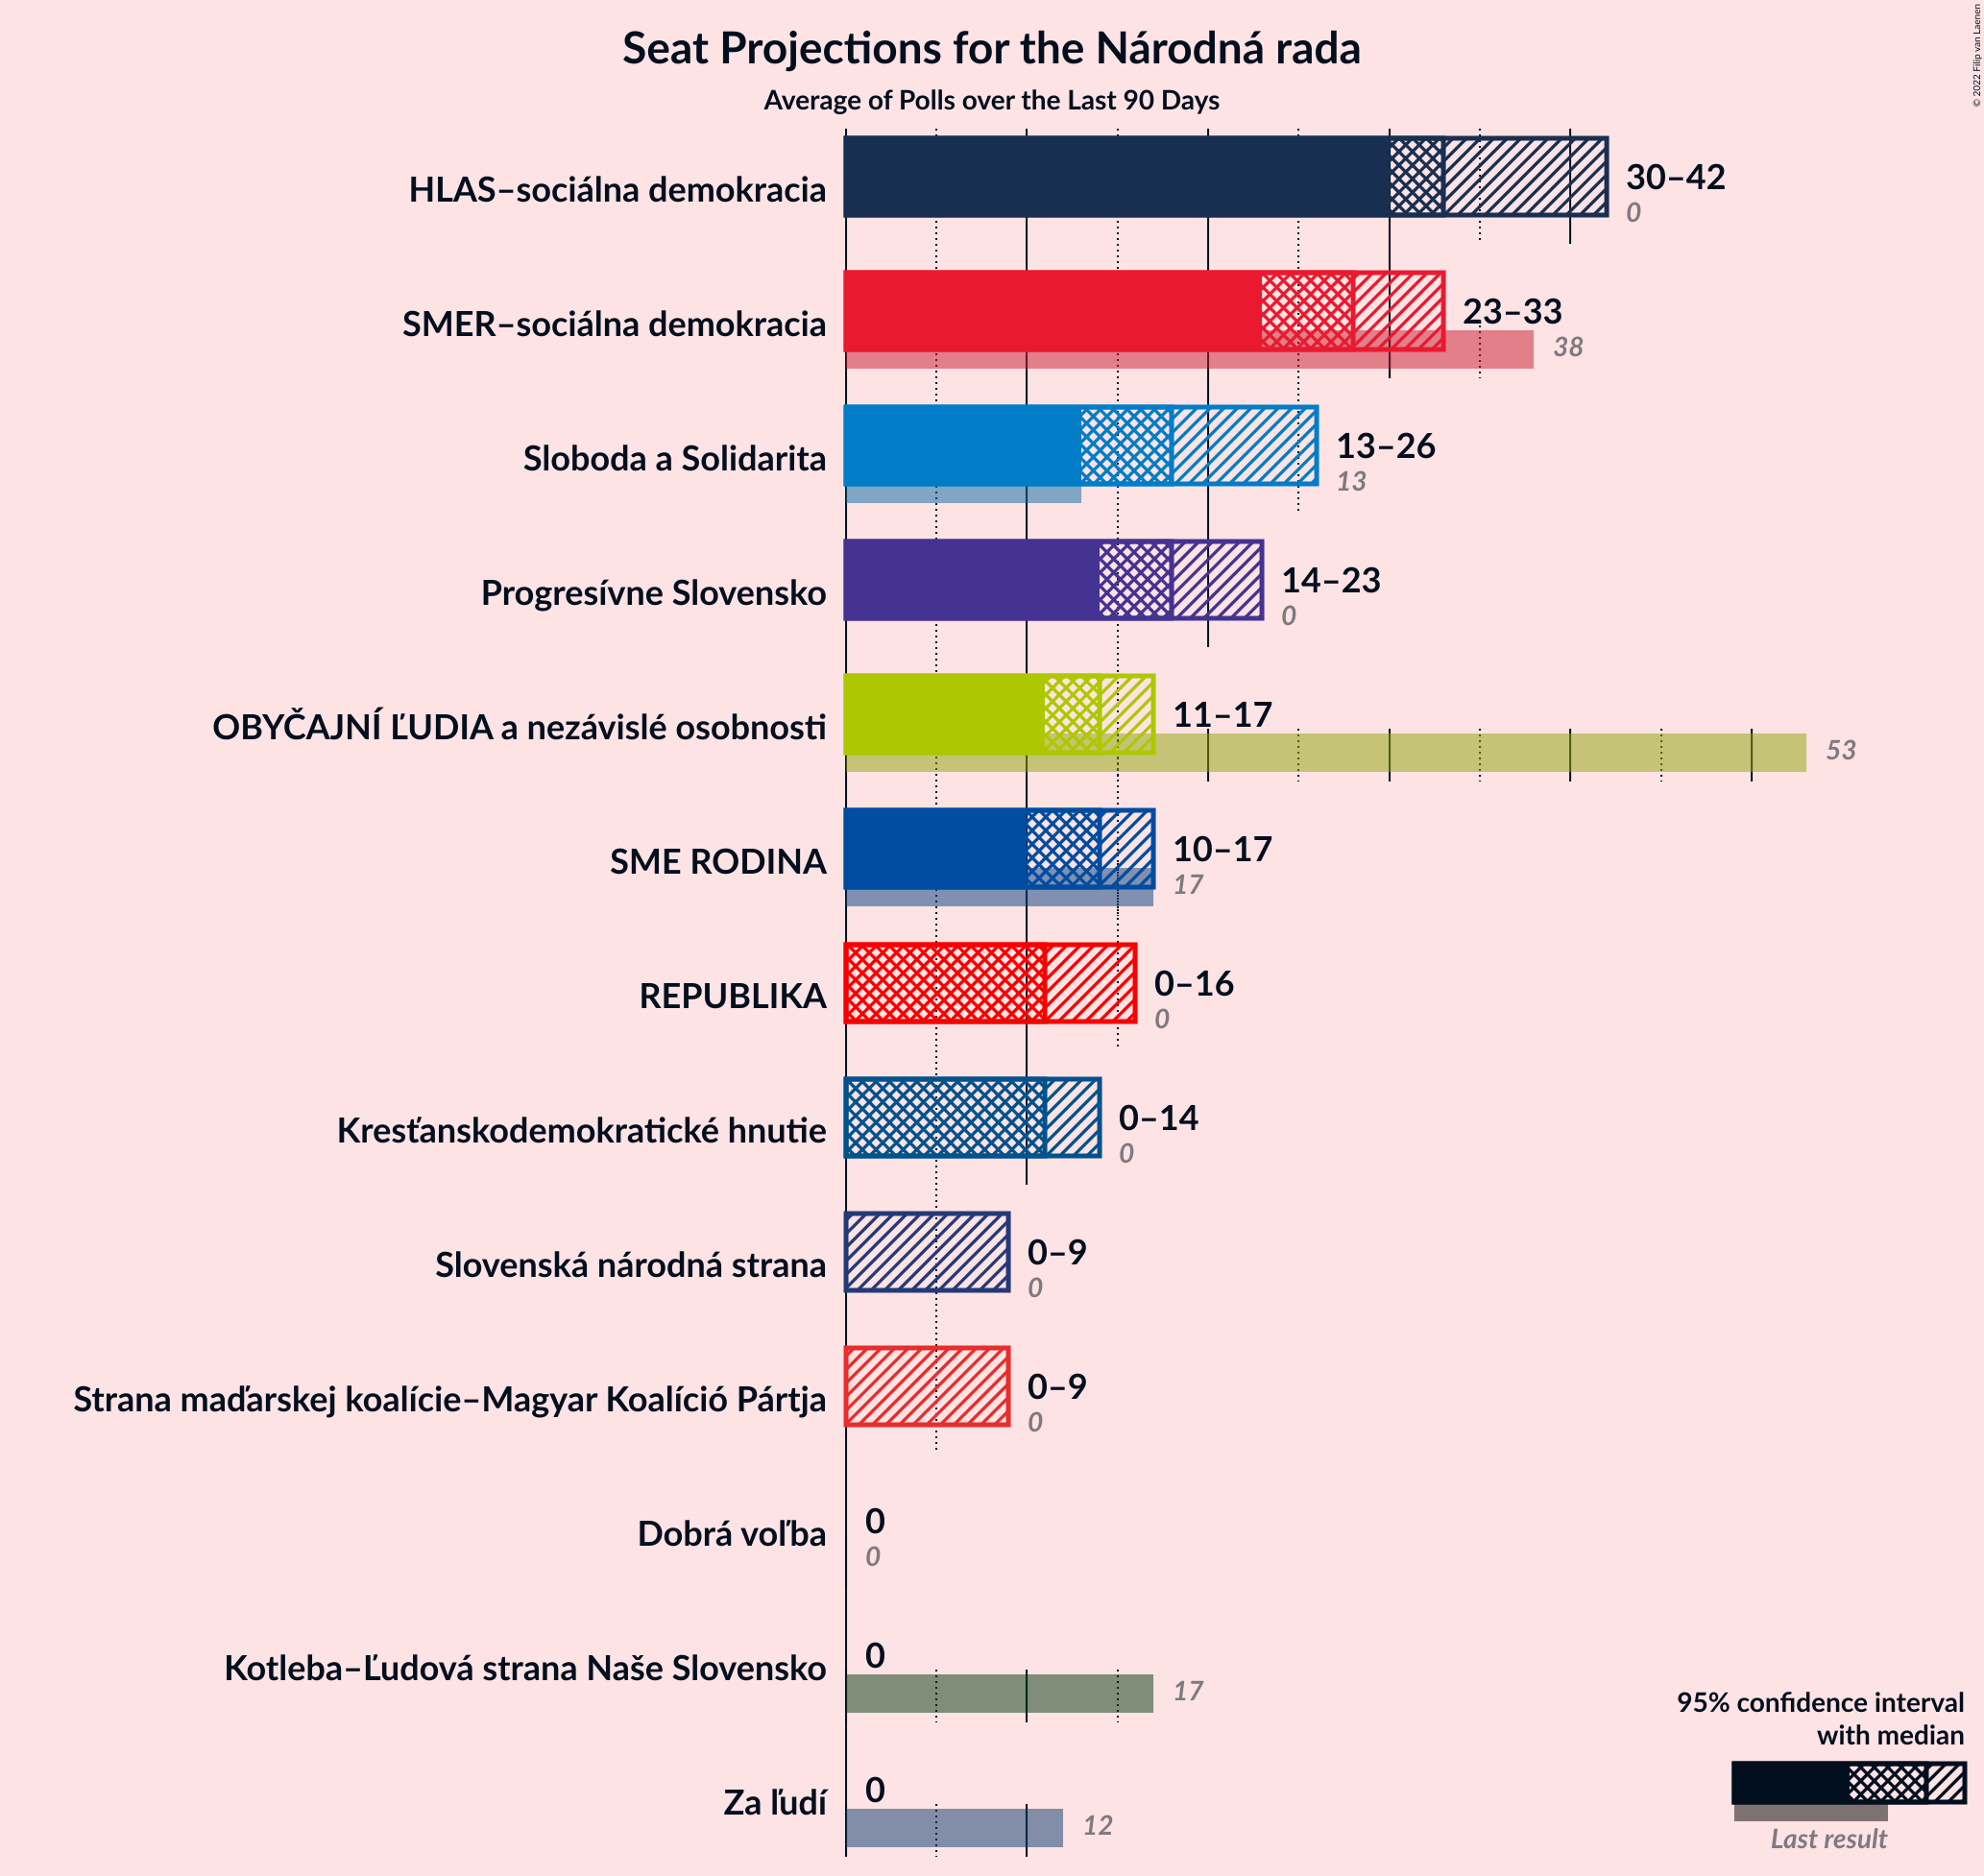 Seat Projections for the Národná rada
Average of Polls over the Last 90 Days
© 2022 Filip van Laenen
HLAS–sociálna demokracia
30–42
0
SMER–sociálna demokracia
23–33
38
Sloboda a Solidarita
13–26
13
Progresívne Slovensko
14–23
0
OBYČAJNÍ ĽUDIA a nezávislé osobnosti
11–17
53
SME RODINA
10–17
17
REPUBLIKA
0–16
0
Kresťanskodemokratické hnutie
0–14
0
Slovenská národná strana
0–9
0
Strana maďarskej koalície–Magyar Koalíció Pártja
0–9
0
Dobrá voľba
0
0
Kotleba–Ľudová strana Naše Slovensko
0
17
Za ľudí
0
12
95% confidence interval
with median
Last result